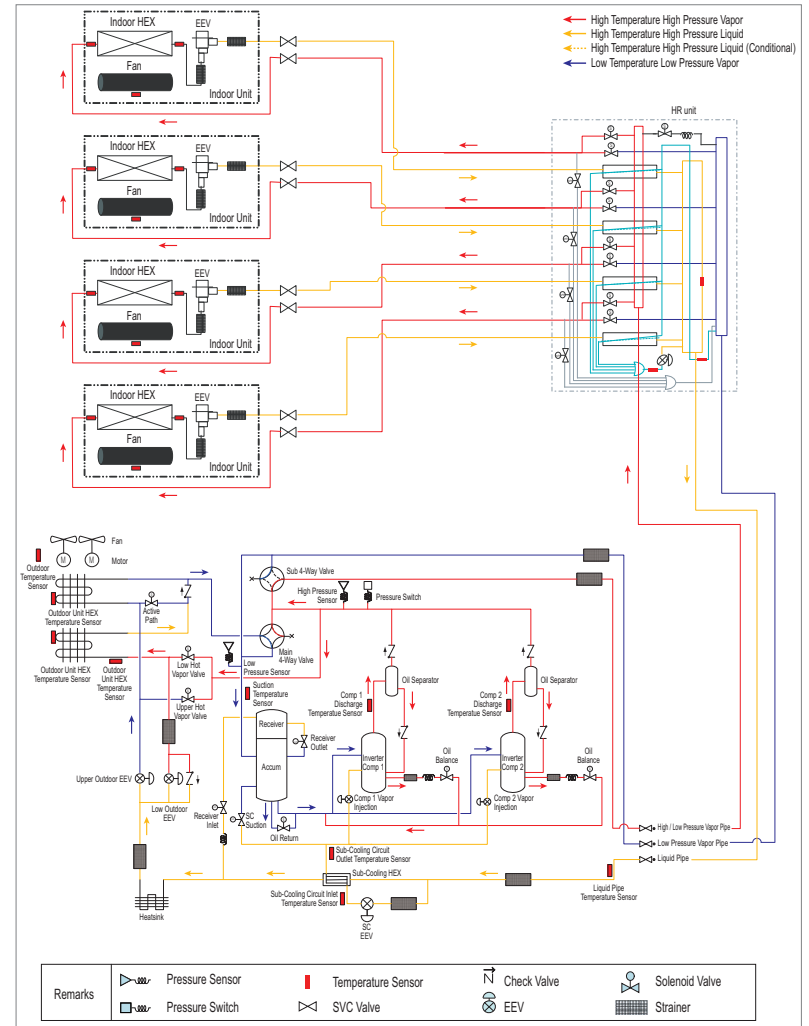 Indoor HEX
EEV
Fan
Indoor Unit
Indoor HEX
EEV
Fan
Indoor Unit
Indoor HEX
EEV
Fan
Indoor Unit
Indoor HEX
EEV
Fan
Indoor Unit
High Temperature High Pressure Vapor
High Temperature High Pressure Liquid
High Temperature High Pressure Liquid (Conditional)
Low Temperature Low Pressure Vapor
HR unit
S
S
S
S
S
S
S
S
S
S
S
S
S
Fan
M
M
Motor
Outdoor
Temperature
Sensor
Outdoor Unit HEX
Temperature Sensor
S
Active
Path
Outdoor Unit HEX
Temperature Sensor
Outdoor
Unit HEX
Temperature
Sensor
S
Low Hot
Vapor Valve
S
Upper Hot
Vapor Valve
Sub 4-Way Valve
High Pressure
Sensor
Pressure Switch
Main
4-Way Valve
Low
Pressure Sensor
Suction
Temperature
Sensor
Oil Separator
Oil Separator
Comp 1
Discharge
Temperatue Sensor
Comp 2
Discharge
Temperatue Sensor
Receiver
S
Receiver
Outlet
Accum
Inverter
Comp 1
Oil
Balance
S
Inverter
Comp 2
Oil
Balance
S
Upper Outdoor EEV
Low Outdoor
EEV
Receiver
Inlet
S
SC
Suction
S
S
Oil Return
Comp 1 Vapor
Injection
Comp 2 Vapor
Injection
High / Low Pressure Vapor Pipe
Low Pressure Vapor Pipe
Liquid Pipe
Sub-Cooling Circuit
Outlet Temperature Sensor
Sub-Cooling HEX
Sub-Cooling Circuit Inlet
Temperature Sensor
SC
EEV
Liquid Pipe
Temperature Sensor
Heatsink
Remarks
Pressure Sensor
Temperature Sensor
Check Valve
S
Solenoid Valve
Pressure Switch
SVC Valve
EEV
Strainer